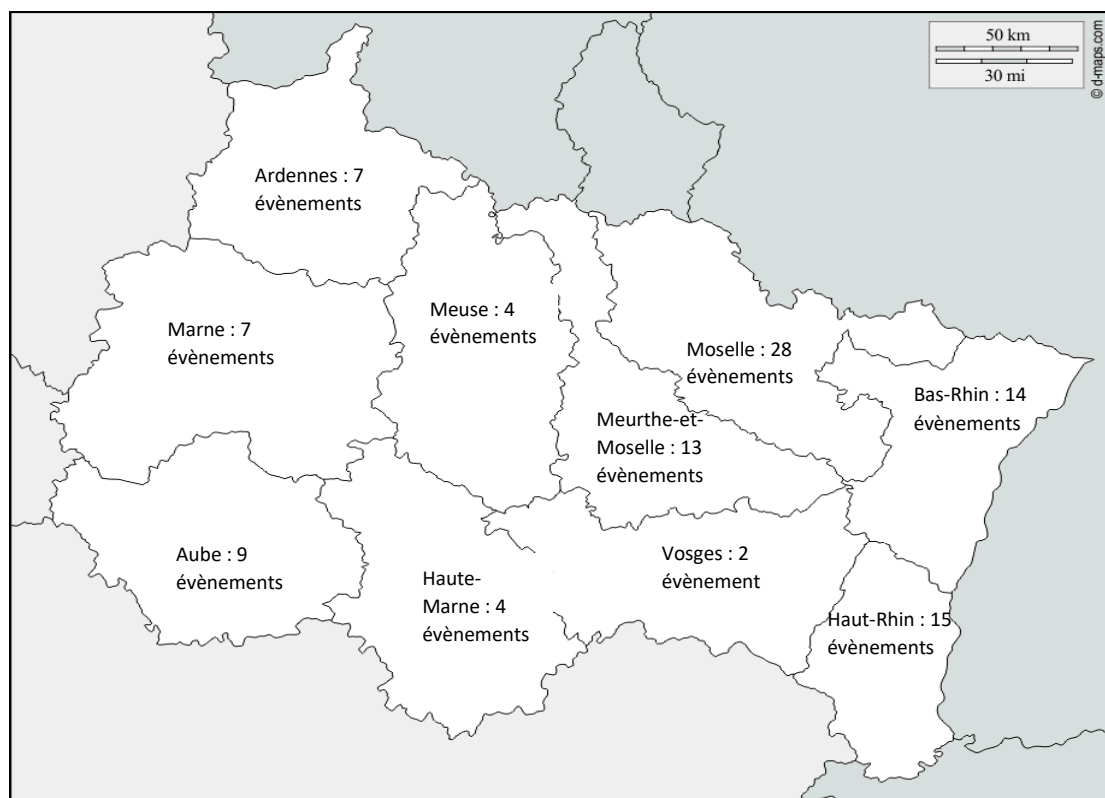 50 km
30 mi
© d-maps.com
Ardennes : 7
évènements
Marne : 7
évènements
Meuse : 4
évènements
Moselle : 28
évènements
Bas-Rhin : 14
évènements
Meurthe-et-
Moselle : 13
évènements
Aube : 9
évènements
Haute-
Marne : 4
évènements
Vosges : 2
évènement
Haut-Rhin : 15
évènements